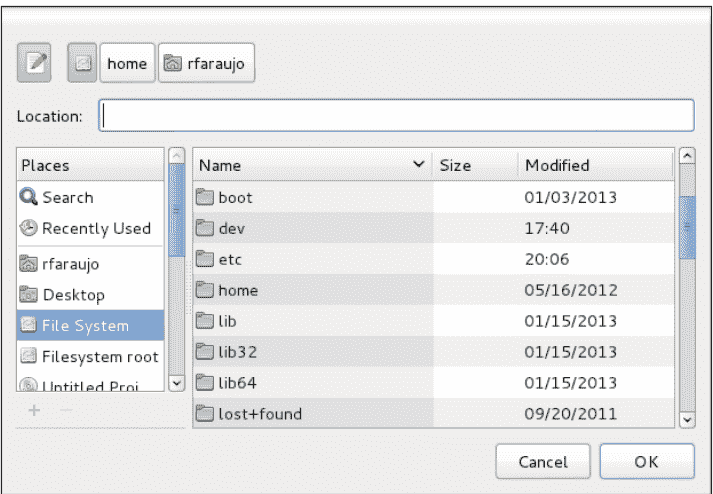 home rfaraujo
Location:
Places
Search
Recently Used
rfaraujo
Desktop
File System
Filesystem root
Untitled Proj
Name Size Modified
boot 01/03/2013
dev 17:40
etc 20:06
home 05/16/2012
lib 01/15/2013
lib32 01/15/2013
lib64 01/15/2013
lost+found 09/20/2011
Cancel OK